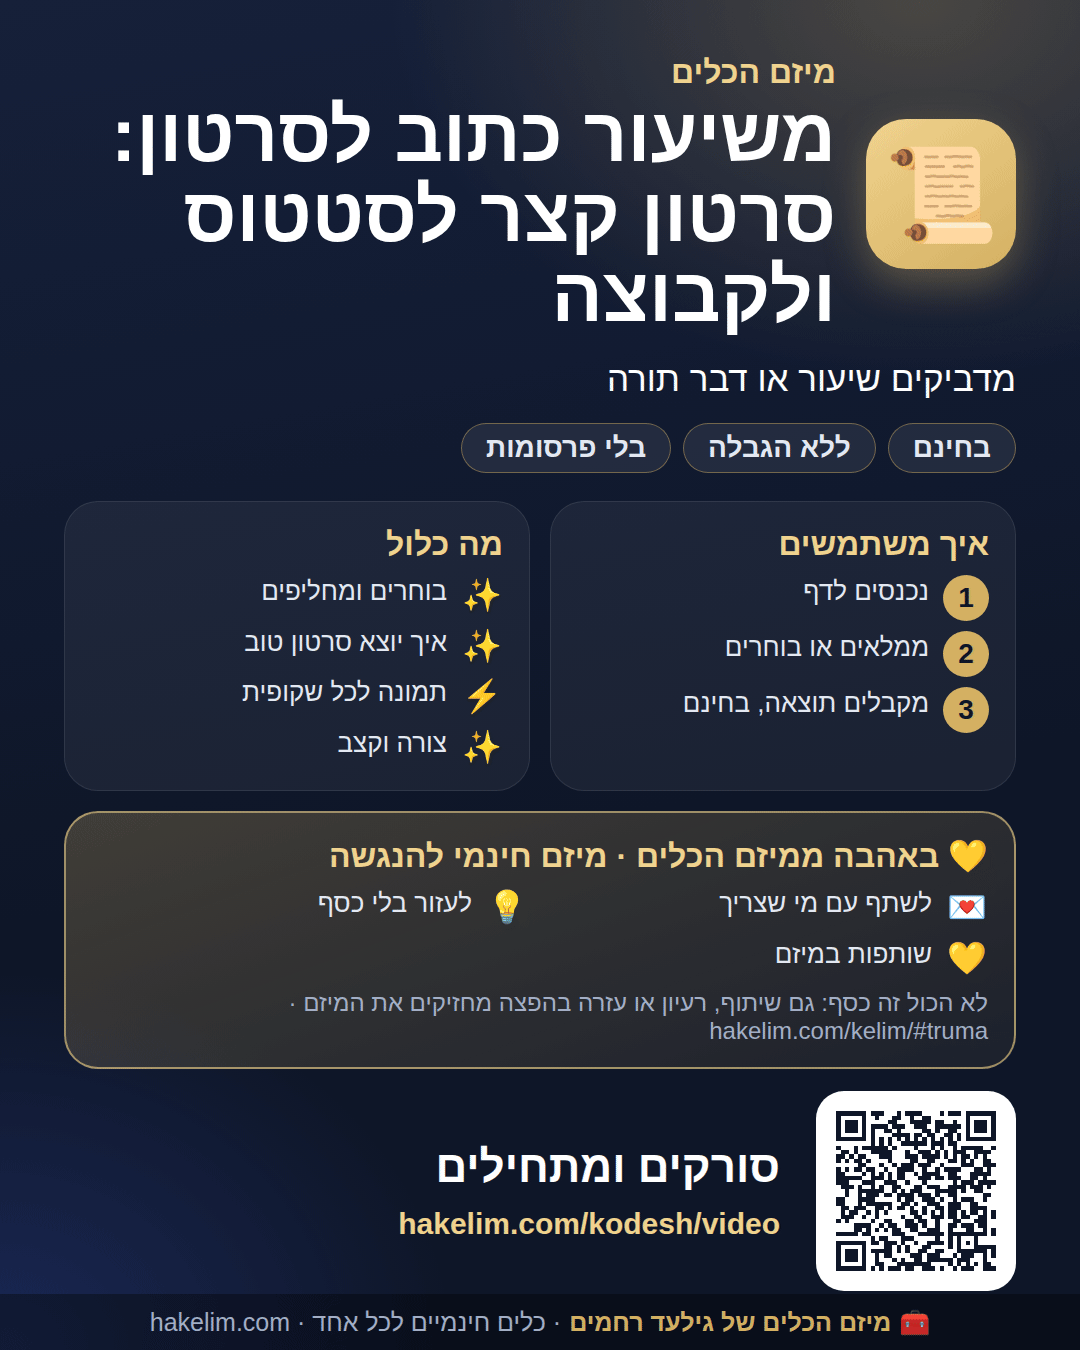 מיזם הכלים
משיעור כתוב לסרטון:
סרטון קצר לסטטוס
ולקבוצה
מדביקים שיעור או דבר תורה
בחינם
ללא הגבלה
בלי פרסומות
איך משתמשים
1 נכנסים לדף
2 ממלאים או בוחרים
3 מקבלים תוצאה, בחינם
מה כלול
בוחרים ומחליפים
איך יוצא סרטון טוב
תמונה לכל שקופית
צורה וקצב
באהבה ממיזם הכלים · מיזם חינמי להנגשה
לשתף עם מי שצריך
לעזור בלי כסף
שותפות במיזם
לא הכול זה כסף: גם שיתוף, רעיון או עזרה בהפצה מחזיקים את המיזם ·
hakelim.com/kelim/#truma
סורקים ומתחילים
hakelim.com/kodesh/video
מיזם הכלים של גילעד רחמים · כלים חינמיים לכל אחד · hakelim.com